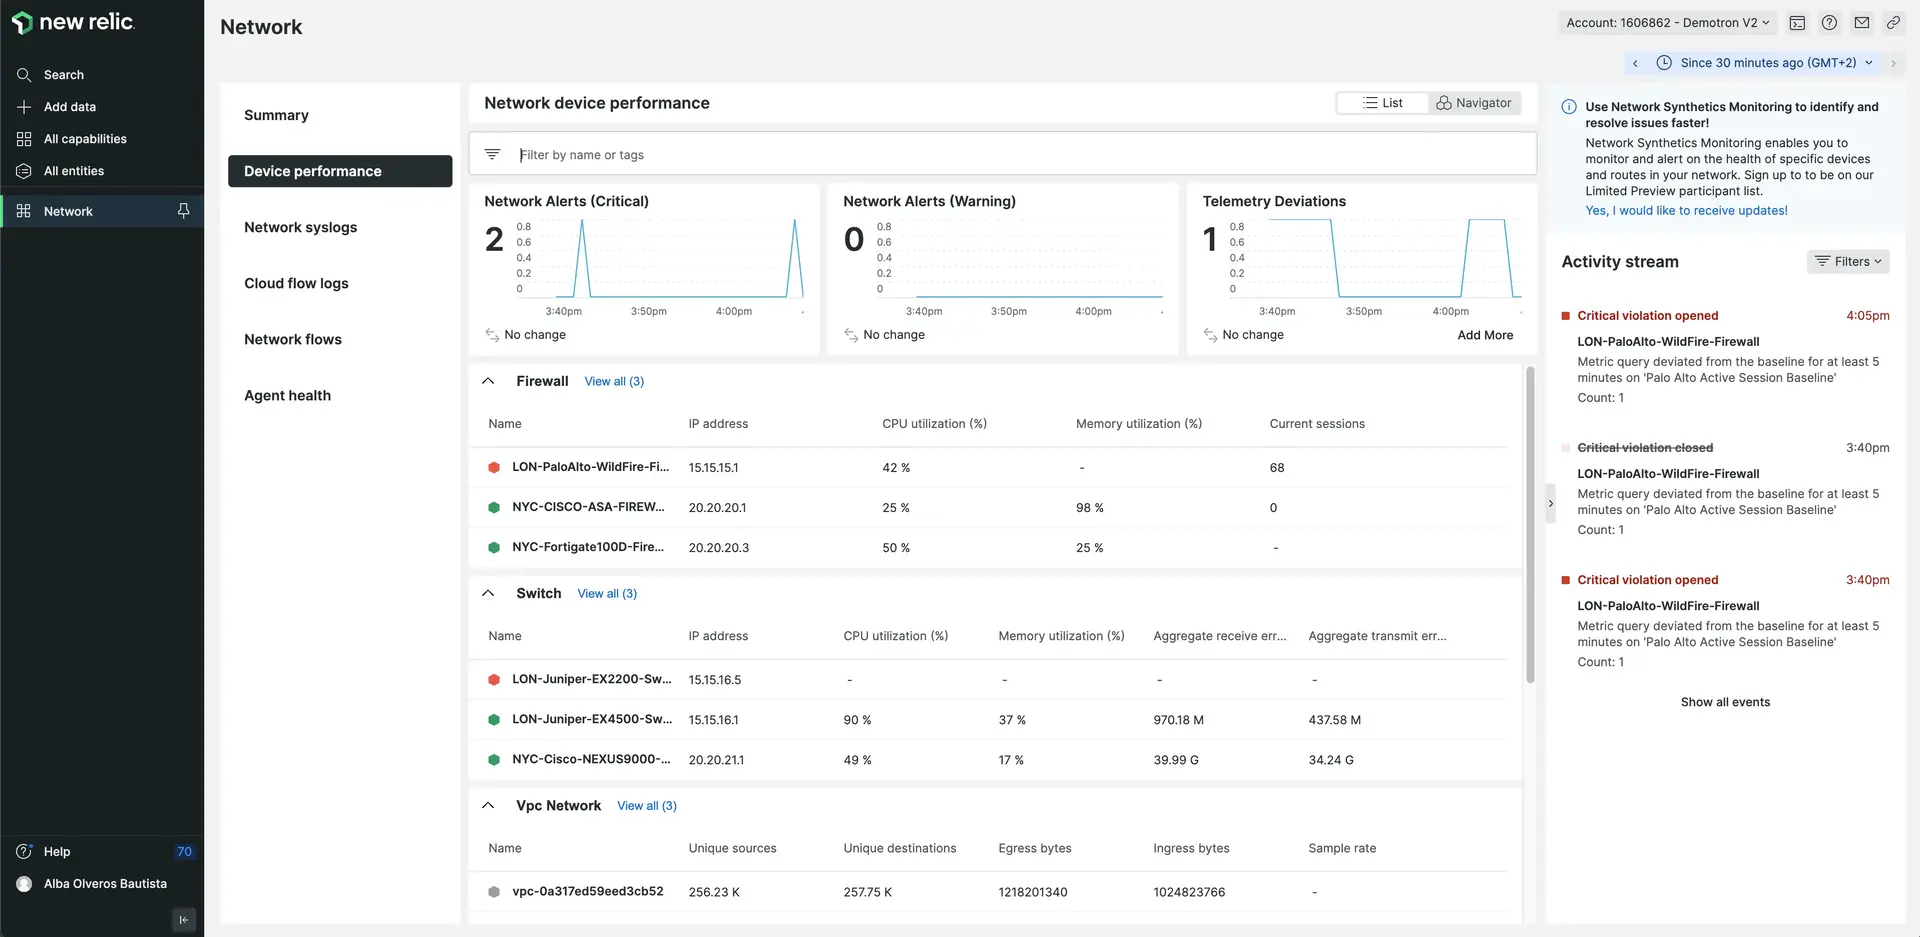 new relic
Search
Add data
All capabilities
All entities
Network
Help 70
Alba Olveros Bautista
Network
Account: 1606862 - Demotron V2
Since 30 minutes ago (GMT+2)
Summary
Device performance
Network syslogs
Cloud flow logs
Network flows
Agent health
Network device performance
List
Navigator
Filter by name or tags
Network Alerts (Critical)
2
0.8
0.6
0.4
0.2
0
3:40pm 3:50pm 4:00pm
No change
Network Alerts (Warning)
0
0.8
0.6
0.4
0.2
0
3:40pm 3:50pm 4:00pm
No change
Telemetry Deviations
1
0.8
0.6
0.4
0.2
0
3:40pm 3:50pm 4:00pm
No change
Add More
Firewall View all (3)
Name IP address CPU utilization (%) Memory utilization (%) Current sessions
LON-PaloAlto-WildFire-Fi... 15.15.15.1 42 % - 68
NYC-CISCO-ASA-FIREW... 20.20.20.1 25 % 98 % 0
NYC-Fortigate100D-Fire... 20.20.20.3 50 % 25 % -
Switch View all (3)
Name IP address CPU utilization (%) Memory utilization (%) Aggregate receive err... Aggregate transmit err...
LON-Juniper-EX2200-Sw... 15.15.16.5 - - - -
LON-Juniper-EX4500-Sw... 15.15.16.1 90 % 37 % 970.18 M 437.58 M
NYC-Cisco-NEXUS9000-... 20.20.21.1 49 % 17 % 39.99 G 34.24 G
Vpc Network View all (3)
Name Unique sources Unique destinations Egress bytes Ingress bytes Sample rate
vpc-0a317ed59eed3cb52 256.23 K 257.75 K 1218201340 1024823766 -
Use Network Synthetics Monitoring to identify and
resolve issues faster!
Network Synthetics Monitoring enables you to
monitor and alert on the health of specific devices
and routes in your network. Sign up to to be on our
Limited Preview participant list.
Yes, I would like to receive updates!
Activity stream
Filters
Critical violation opened 4:05pm
LON-PaloAlto-WildFire-Firewall
Metric query deviated from the baseline for at least 5
minutes on 'Palo Alto Active Session Baseline'
Count: 1
Critical violation closed 3:40pm
LON-PaloAlto-WildFire-Firewall
Metric query deviated from the baseline for at least 5
minutes on 'Palo Alto Active Session Baseline'
Count: 1
Critical violation opened 3:40pm
LON-PaloAlto-WildFire-Firewall
Metric query deviated from the baseline for at least 5
minutes on 'Palo Alto Active Session Baseline'
Count: 1
Show all events